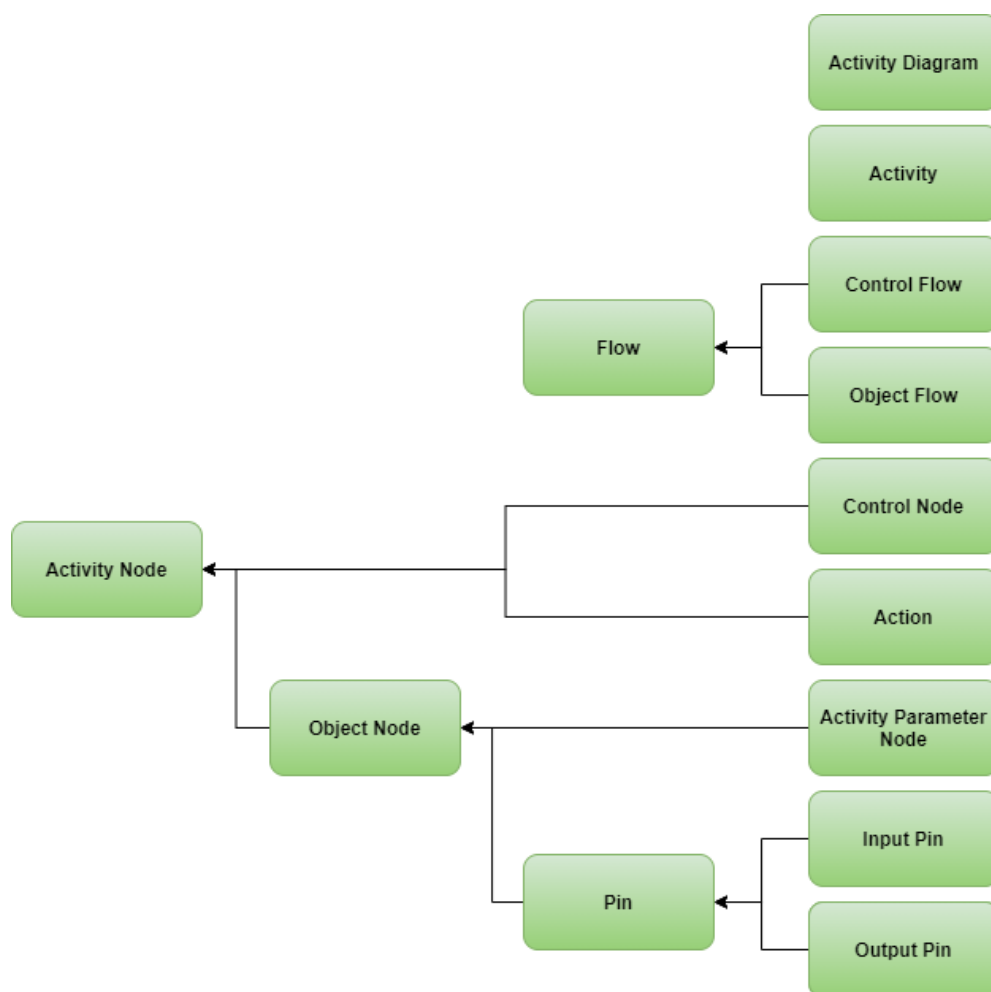 Activity Diagram
Activity
Control Flow
Flow
Object Flow
Control Node
Activity Node
Action
Activity Parameter
Node
Object Node
Input Pin
Pin
Output Pin